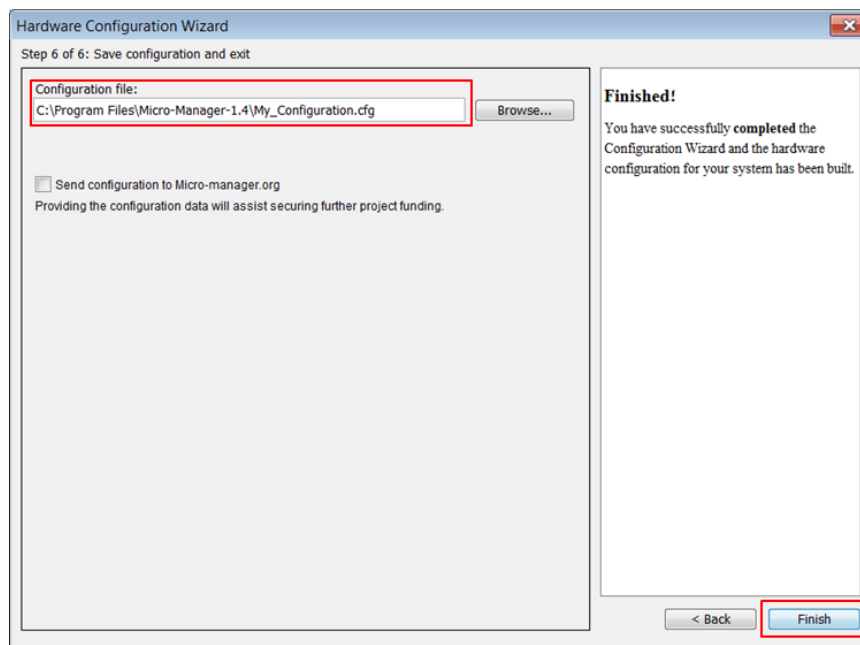 Hardware Configuration Wizard
Step 6 of 6: Save configuration and exit
Configuration file:
C:\Program Files\Micro-Manager-1.4\My_Configuration.cfg
Browse...
Send configuration to Micro-manager.org
Providing the configuration data will assist securing further project funding.
Finished!
You have successfully completed the
Configuration Wizard and the hardware
configuration for your system has been built.
< Back
Finish